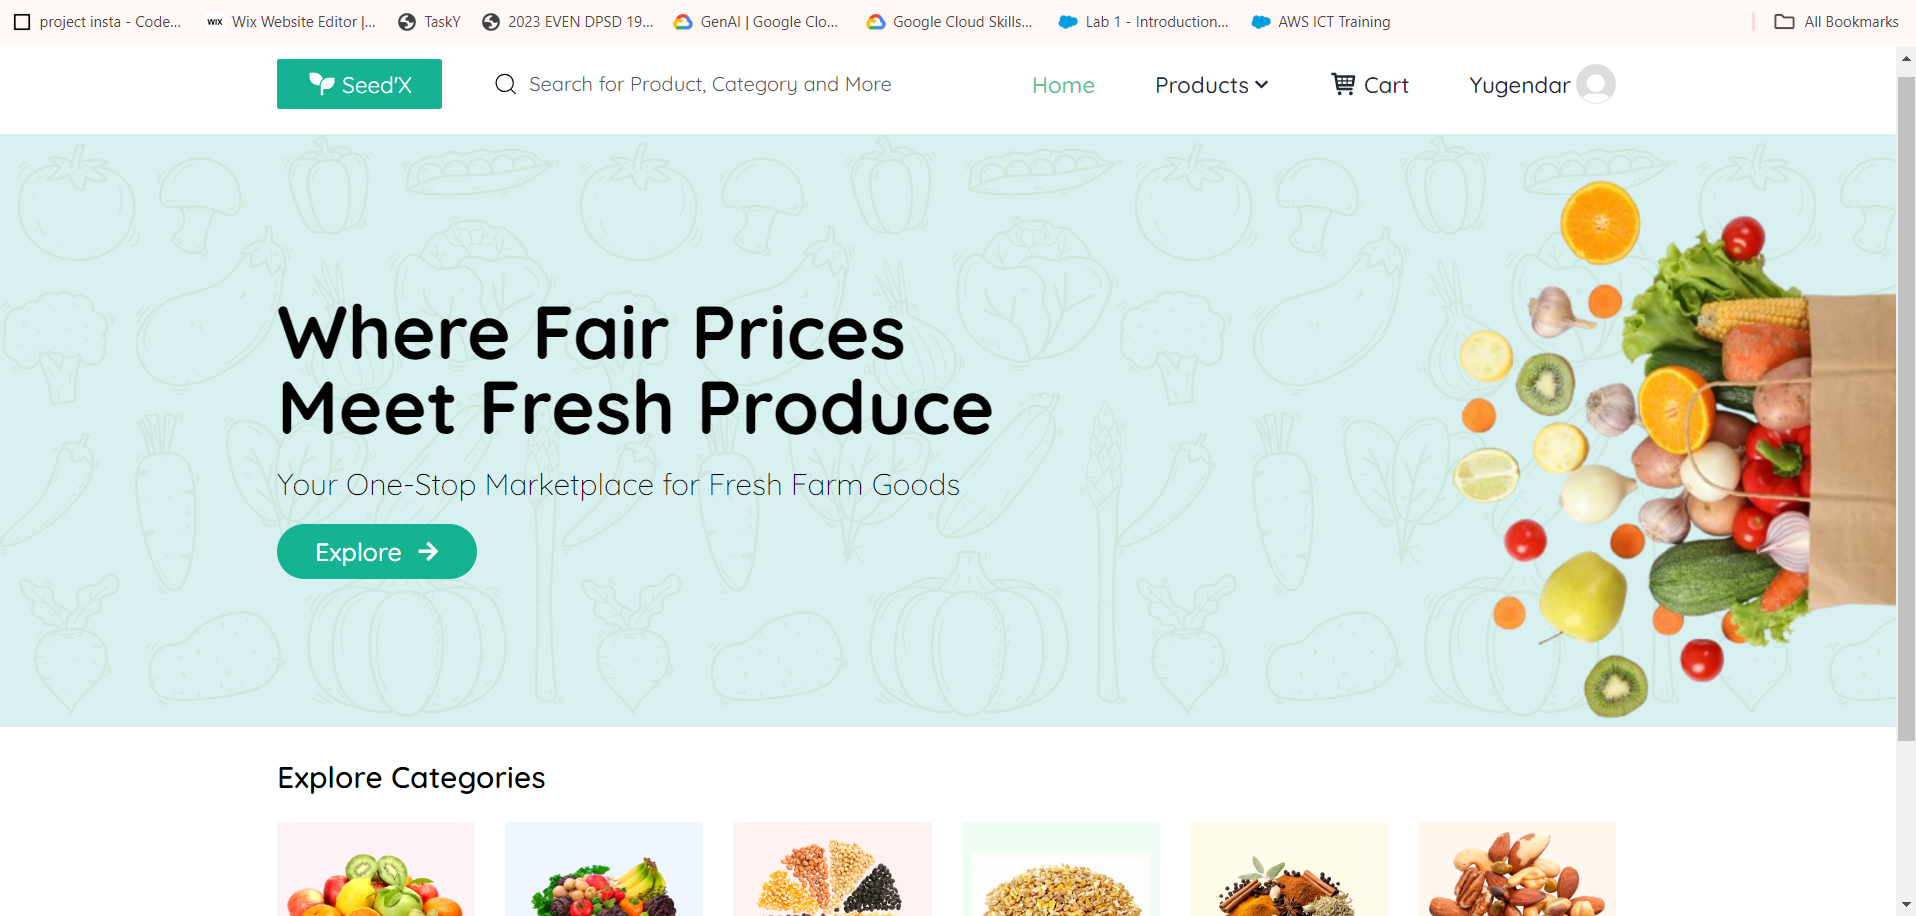 project insta - Code...
WIX Wix Website Editor |...
TaskY
2023 EVEN DPSD 19...
GenAI | Google Clo...
Google Cloud Skills...
Lab 1 - Introduction...
AWS ICT Training
All Bookmarks
Seed'X
Search for Product, Category and More
Home
Products
Cart
Yugendar
Where Fair Prices
Meet Fresh Produce
Your One-Stop Marketplace for Fresh Farm Goods
Explore
Explore Categories